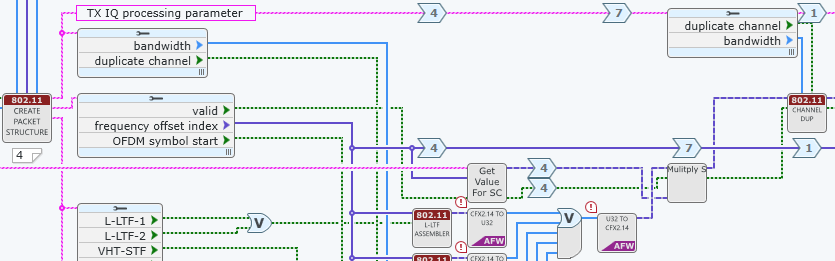 TX IQ processing parameter
4
7
1
duplicate channel
bandwidth
bandwidth
duplicate channel
802.11
CREATE
PACKET
STRUCTURE
4
valid
frequency offset index
OFDM symbol start
802.11
CHANNEL
DUP
4
7
1
Get
Value
For SC
4
4
Mulitply S
L-LTF-1
L-LTF-2
VHT-STF
V
802.11
L-LTF
ASSEMBLER
CFX2.14 TO
U32
AFW
V
U32 TO
CFX2.14
AFW
802.11
CFX2.14 TO